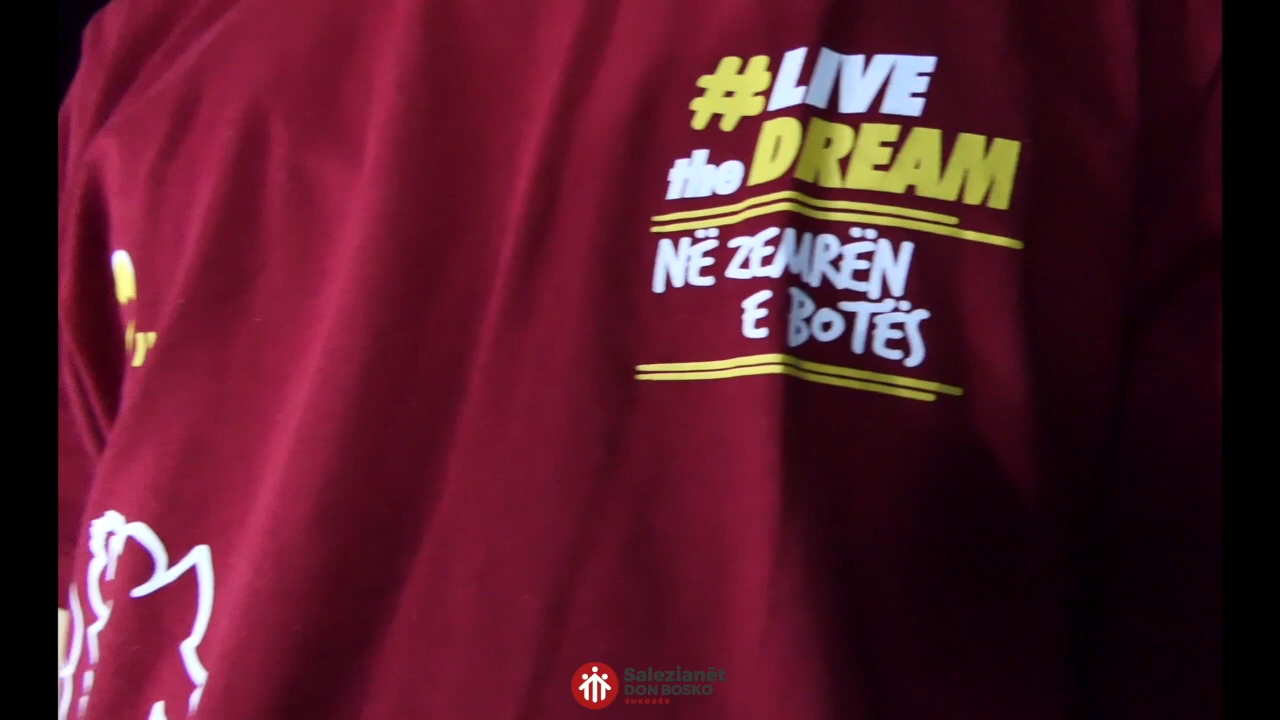 #LIVE
the DREAM
NË ZEMRËN
E BOTËS
Salezianët
DON BOSKO
SHKODËR